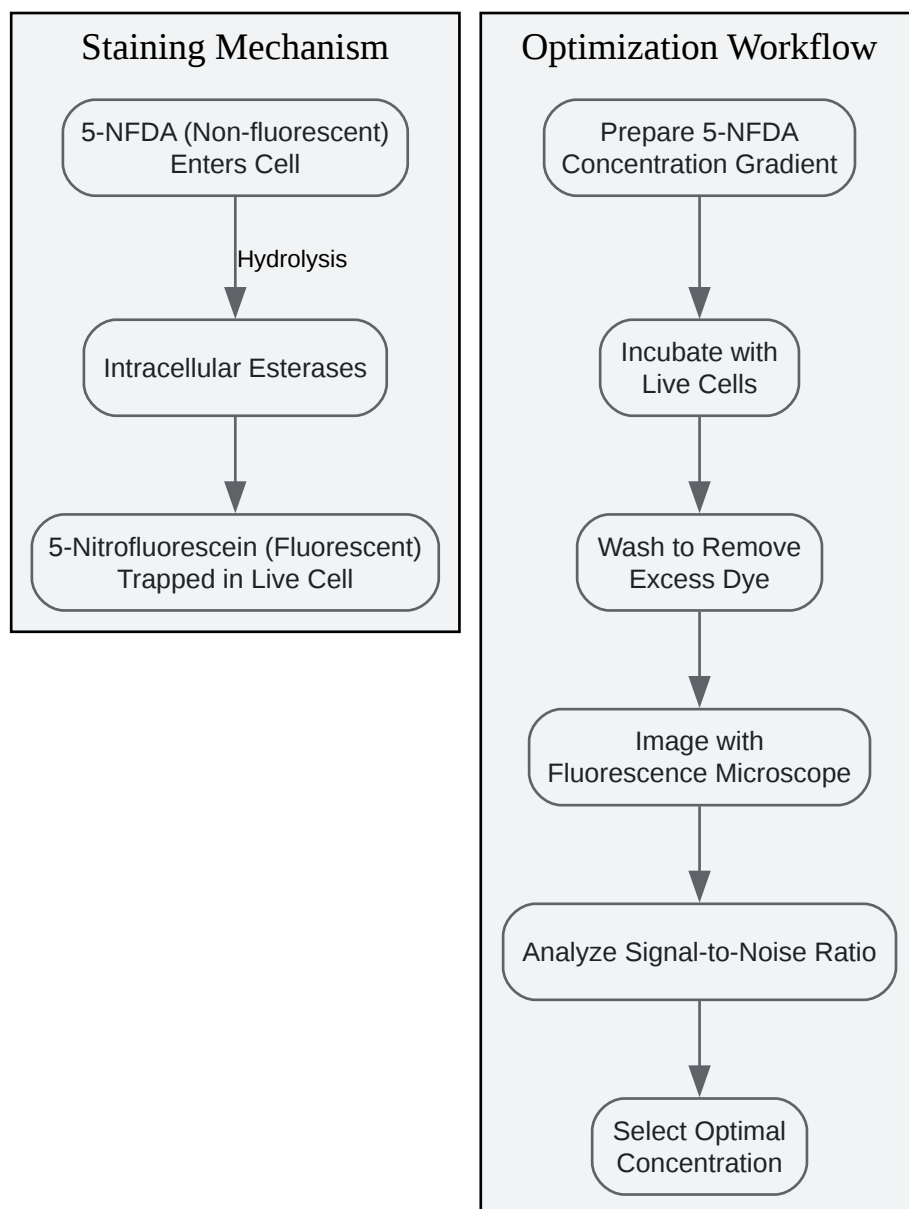 Staining Mechanism
5-NFDA (Non-fluorescent)
Enters Cell
Hydrolysis
Intracellular Esterases
5-Nitrofluorescein (Fluorescent)
Trapped in Live Cell
Optimization Workflow
Prepare 5-NFDA
Concentration Gradient
Incubate with
Live Cells
Wash to Remove
Excess Dye
Image with
Fluorescence Microscope
Analyze Signal-to-Noise Ratio
Select Optimal
Concentration